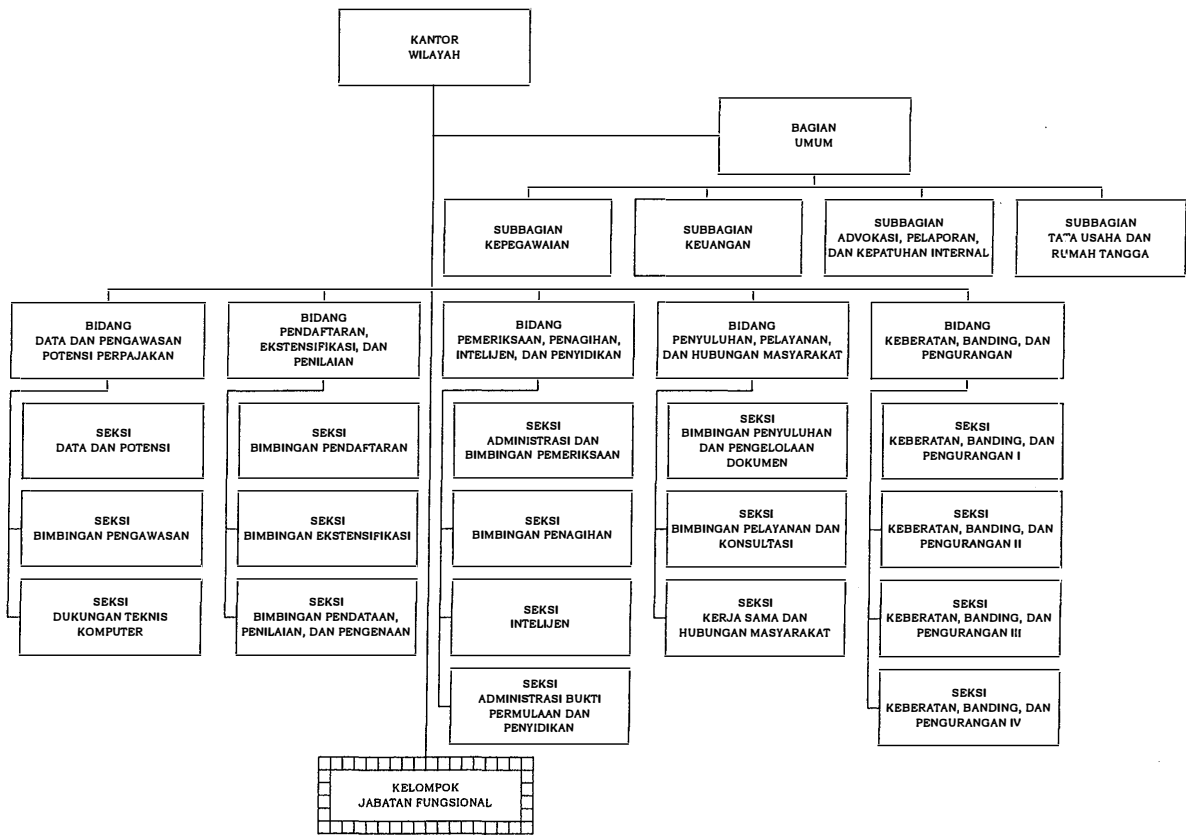 KANTOR
WILAYAH
BAGIAN
UMUM
SUBBAGIAN
KEPEGAWAIAN
SUBBAGIAN
KEUANGAN
SUBBAGIAN
ADVOKASI, PELAPORAN,
DAN KEPATUHAN INTERNAL
SUBBAGIAN
TATA USAHA DAN
RUMAH TANGGA
BIDANG
DATA DAN PENGAWASAN
POTENSI PERPAJAKAN
BIDANG
PENDAFTARAN,
EKSTENSIFIKASI, DAN
PENILAIAN
BIDANG
PEMERIKSAAN, PENAGIHAN,
INTELIJEN, DAN PENYIDIKAN
BIDANG
PENYULUHAN, PELAYANAN,
DAN HUBUNGAN MASYARAKAT
BIDANG
KEBERATAN, BANDING, DAN
PENGURANGAN
SEKSI
DATA DAN POTENSI
SEKSI
BIMBINGAN PENDAFTARAN
SEKSI
ADMINISTRASI DAN
BIMBINGAN PEMERIKSAAN
SEKSI
BIMBINGAN PENYULUHAN
DAN PENGELOLAAN
DOKUMEN
SEKSI
KEBERATAN, BANDING, DAN
PENGURANGAN I
SEKSI
BIMBINGAN PENGAWASAN
SEKSI
BIMBINGAN EKSTENSIFIKASI
SEKSI
BIMBINGAN PENAGIHAN
SEKSI
BIMBINGAN PELAYANAN DAN
KONSULTASI
SEKSI
KEBERATAN, BANDING, DAN
PENGURANGAN II
SEKSI
DUKUNGAN TEKNIS
KOMPUTER
SEKSI
BIMBINGAN PENDATAAN,
PENILAIAN, DAN PENGENAAN
SEKSI
INTELIJEN
SEKSI
KERJA SAMA DAN
HUBUNGAN MASYARAKAT
SEKSI
KEBERATAN, BANDING, DAN
PENGURANGAN III
SEKSI
ADMINISTRASI BUKTI
PERMULAAN DAN
PENYIDIKAN
SEKSI
KEBERATAN, BANDING, DAN
PENGURANGAN IV
KELOMPOK
JABATAN FUNGSIONAL